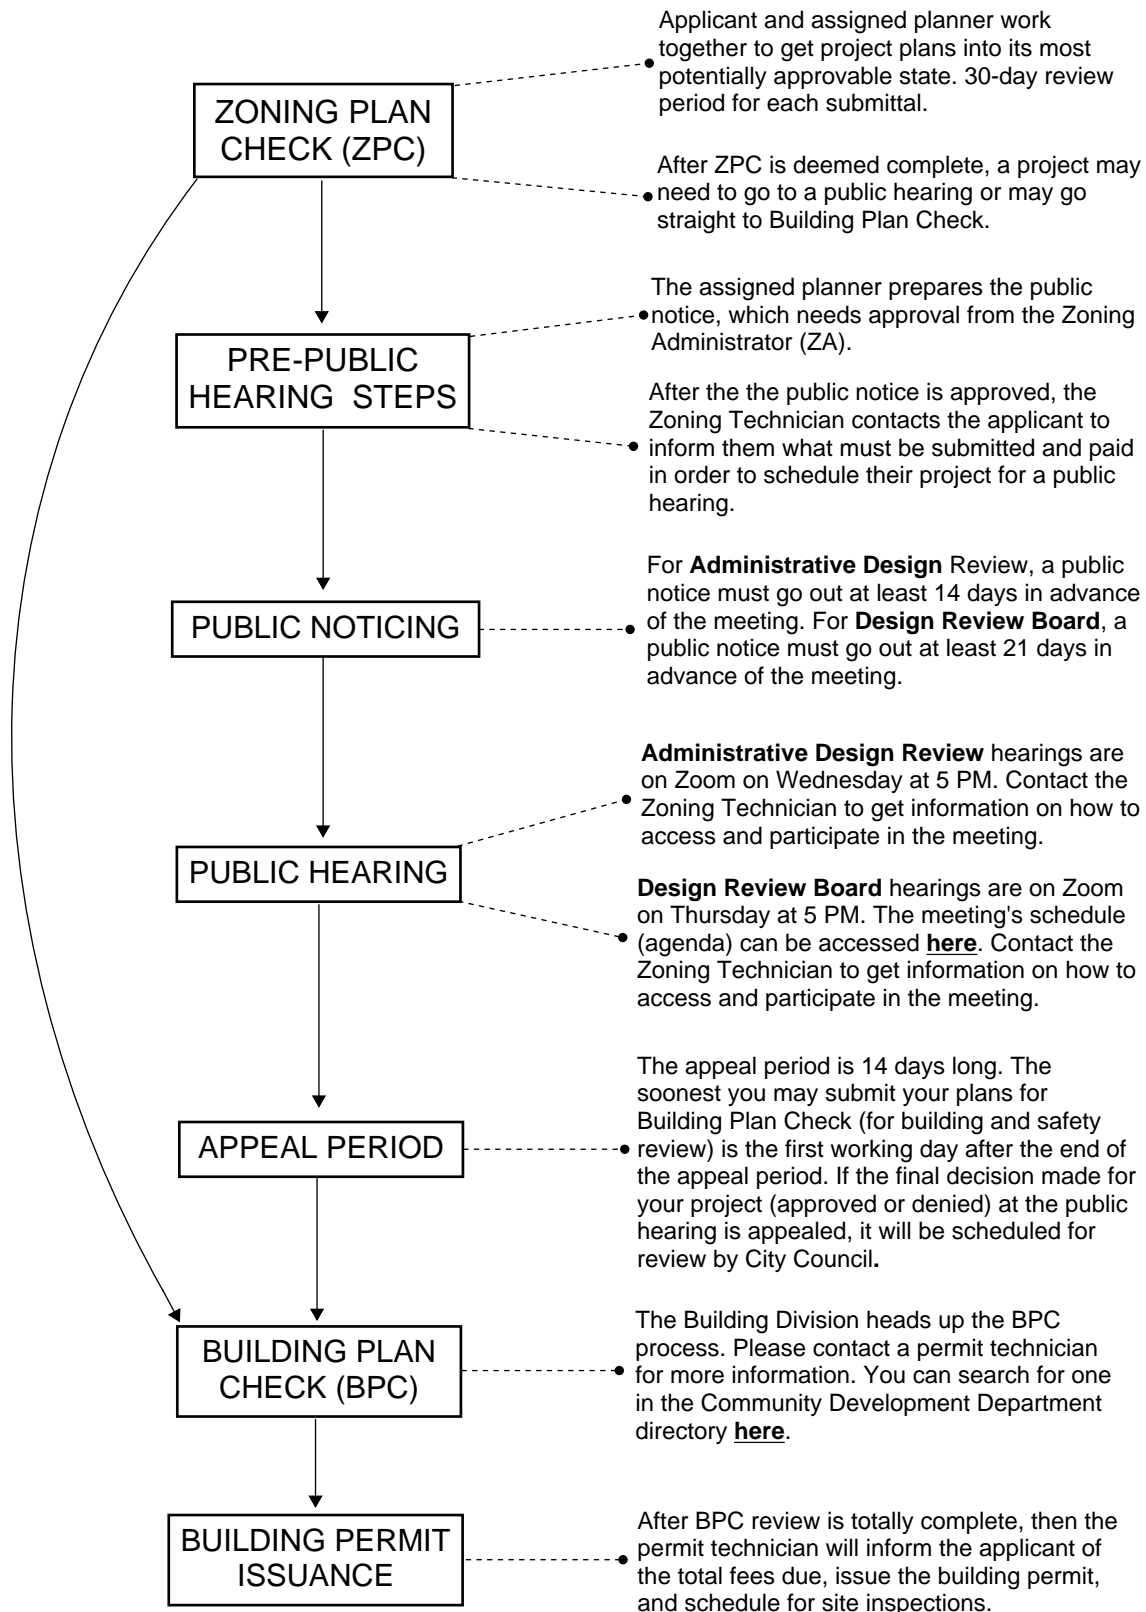 Applicant and assigned planner work
together to get project plans into its most
potentially approvable state. 30-day review
period for each submittal.
ZONING PLAN
CHECK (ZPC)
After ZPC is deemed complete, a project may
need to go to a public hearing or may go
straight to Building Plan Check.
The assigned planner prepares the public
notice, which needs approval from the Zoning
Administrator (ZA).
PRE-PUBLIC
HEARING STEPS
After the the public notice is approved, the
Zoning Technician contacts the applicant to
inform them what must be submitted and paid
in order to schedule their project for a public
hearing.
For Administrative Design Review, a public
notice must go out at least 14 days in advance
of the meeting. For Design Review Board, a
public notice must go out at least 21 days in
advance of the meeting.
PUBLIC NOTICING
Administrative Design Review hearings are
on Zoom on Wednesday at 5 PM. Contact the
Zoning Technician to get information on how to
access and participate in the meeting.
PUBLIC HEARING
Design Review Board hearings are on Zoom
on Thursday at 5 PM. The meeting's schedule
(agenda) can be accessed here. Contact the
Zoning Technician to get information on how to
access and participate in the meeting.
The appeal period is 14 days long. The
soonest you may submit your plans for
Building Plan Check (for building and safety
review) is the first working day after the end of
the appeal period. If the final decision made for
your project (approved or denied) at the public
hearing is appealed, it will be scheduled for
review by City Council.
APPEAL PERIOD
The Building Division heads up the BPC
process. Please contact a permit technician
for more information. You can search for one
in the Community Development Department
directory here.
BUILDING PLAN
CHECK (BPC)
BUILDING PERMIT
ISSUANCE
After BPC review is totally complete, then the
permit technician will inform the applicant of
the total fees due, issue the building permit,
and schedule for site inspections.